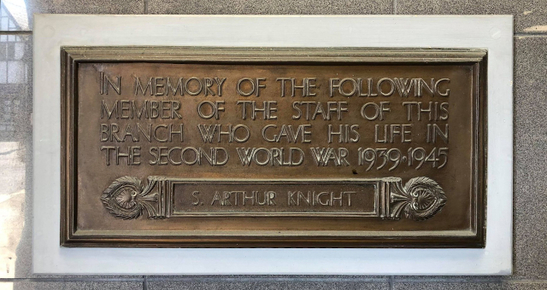 IN MEMORY OF THE FOLLOWING
MEMBER OF THE STAFF OF THIS
BRANCH WHO GAVE HIS LIFE IN
THE SECOND WORLD WAR 1939-1945
S. ARTHUR KNIGHT